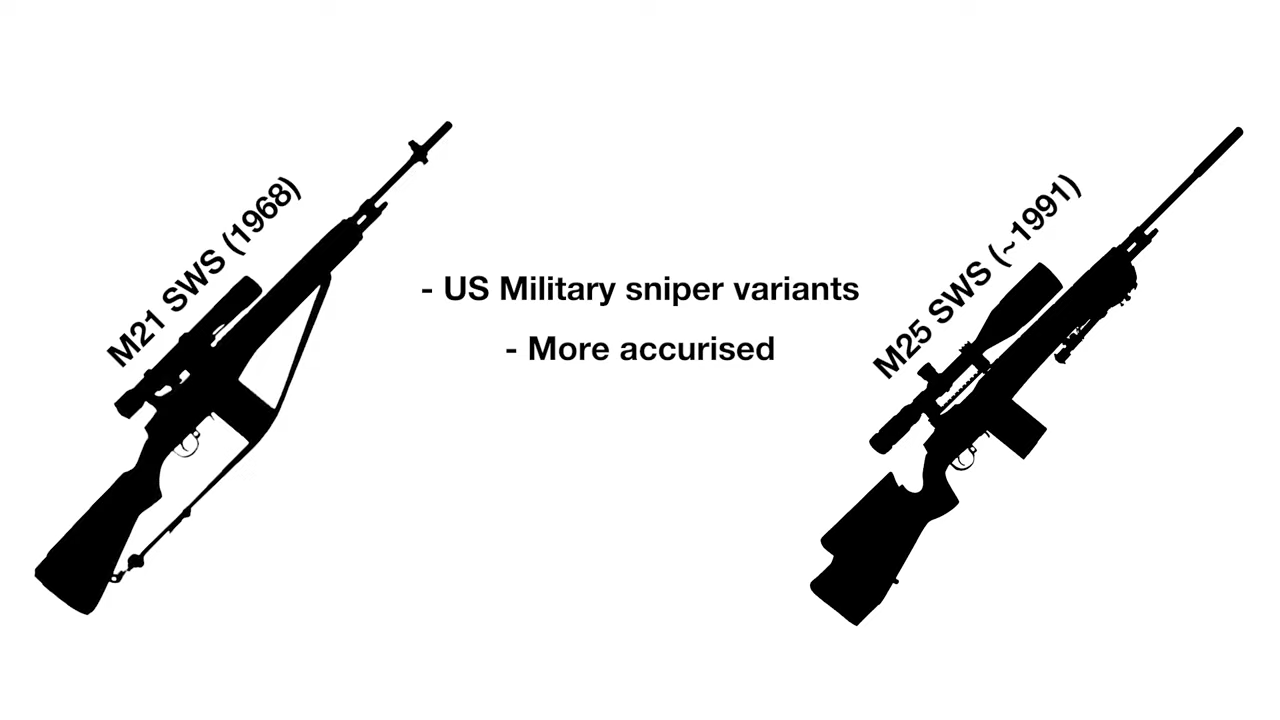 M21 SWS (1968)
- US Military sniper variants
- More accurised
M25 SWS (~1991)